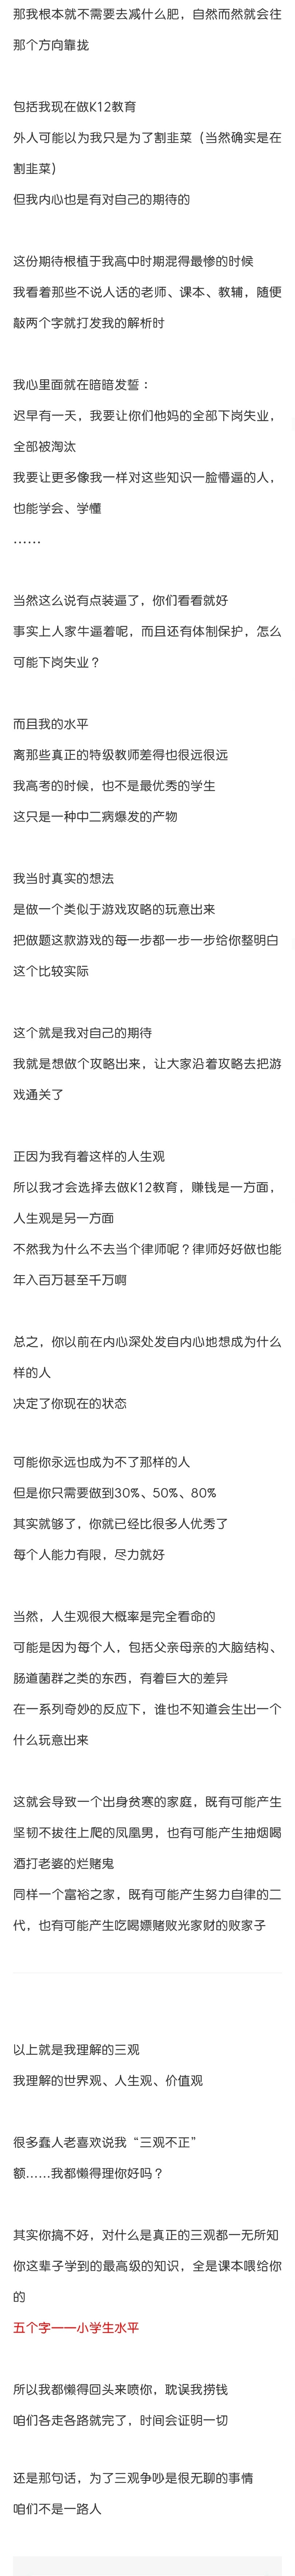 那我根本就不需要去减什么肥，自然而然就会往
那个方向靠拢
包括我现在做K12教育
外人可能以为我只是为了割韭菜（当然确实是在
割韭菜）
但我内心也是有对自己的期待的
这份期待根植于我高中时期混得最惨的时候
我看着那些不说人话的老师、课本、教辅，随便
敲两个字就打发我的解析时
我心里面就在暗暗发誓：
迟早有一天，我要让你们他妈的全部下岗失业，
全部被淘汰
我要让更多像我一样对这些知识一脸懵逼的人，
也能学会、学懂
……
当然这么说有点装逼了，你们看看就好
事实上人家牛逼着呢，而且还有体制保护，怎么
可能下岗失业？
而且我的水平
离那些真正的特级教师差得也很远很远
我高考的时候，也不是最优秀的学生
这只是一种中二病爆发的产物
我当时真实的想法
是做一个类似于游戏攻略的玩意出来
把做题这款游戏的每一步都一步一步给你整明白
这个比较实际
这个就是我对自己的期待
我就是想做个攻略出来，让大家沿着攻略去把游
戏通关了
正因为我有着这样的人生观
所以我才会选择去做K12教育，赚钱是一方面，
人生观是另一方面
不然我为什么不去当个律师呢？律师好好做也能
年入百万甚至千万啊
总之，你以前在内心深处发自内心地想成为什么
样的人
决定了你现在的状态
可能你永远也成为不了那样的人
但是你只需要做到30%、50%、80%
其实就够了，你就已经比很多人优秀了
每个人能力有限，尽力就好
当然，人生观很大概率是完全看命的
可能是因为每个人，包括父亲母亲的大脑结构、
肠道菌群之类的东西，有着巨大的差异
在一系列奇妙的反应下，谁也不知道会生出一个
什么玩意出来
这就会导致一个出身贫寒的家庭，既有可能产生
坚韧不拔往上爬的凤凰男，也有可能产生抽烟喝
酒打老婆的烂赌鬼
同样一个富裕之家，既有可能产生努力自律的二
代，也有可能产生吃喝嫖赌败光家财的败家子
以上就是我理解的三观
我理解的世界观、人生观、价值观
很多蠢人老喜欢说我“三观不正”
额……我都懒得理你好吗？
其实你搞不好，对什么是真正的三观都一无所知
你这辈子学到的最高级的知识，全是课本喂给你
的
五个字——小学生水平
所以我都懒得回头来喷你，耽误我捞钱
咱们各走各路就完了，时间会证明一切
还是那句话，为了三观争吵是很无聊的事情
咱们不是一路人